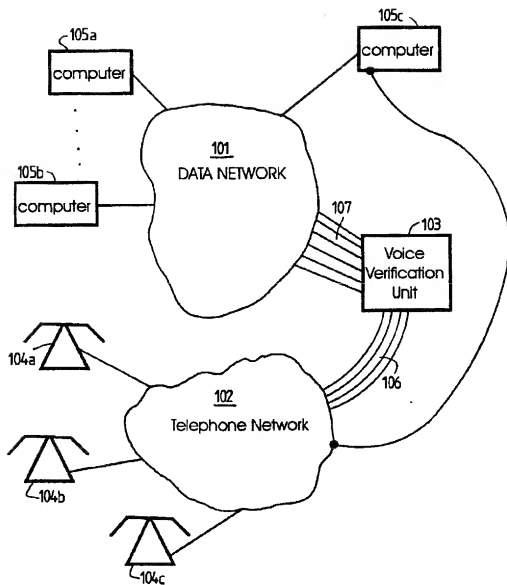 105a
computer
105b
computer
105c
computer
101
DATA NETWORK
107
103
Voice
Verification
Unit
106
104a
102
Telephone Network
104b
104c